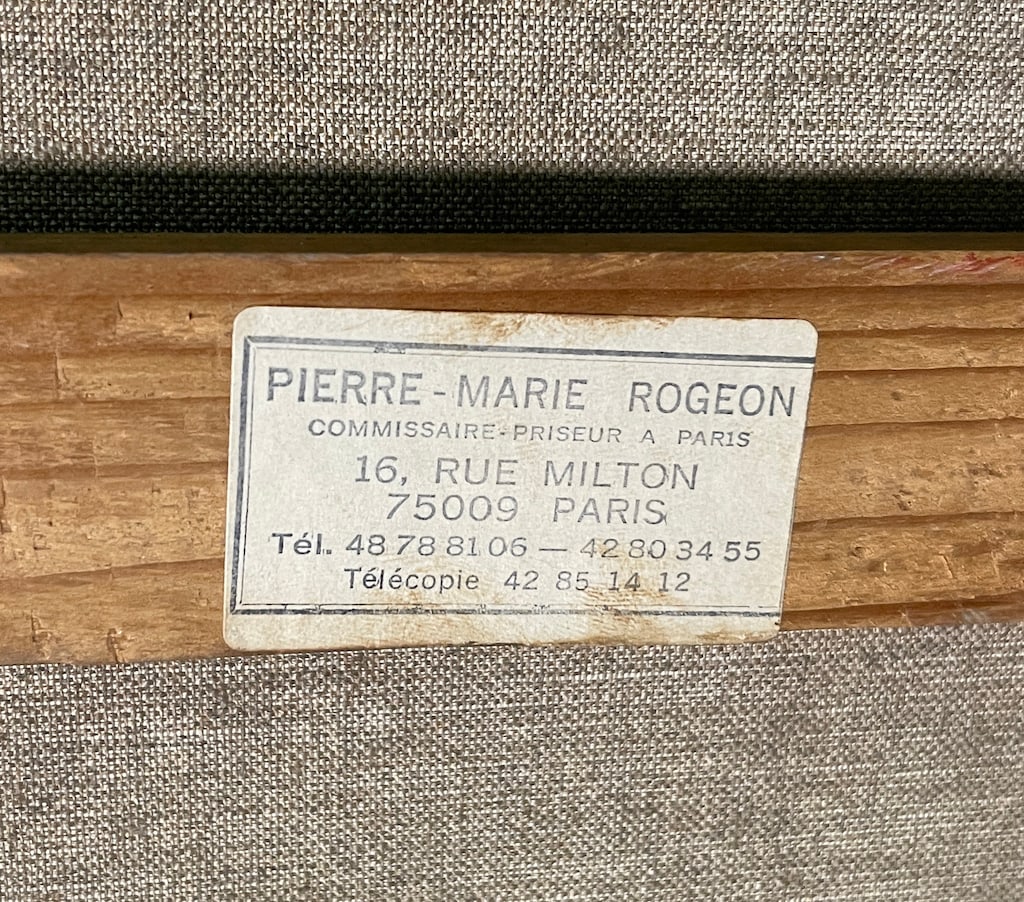 PIERRE-MARIE ROGEON
COMMISSAIRE-PRISEUR A PARIS
16, RUE MILTON
75009 PARIS
Tél. 48 78 81 06 — 42 80 34 55
Télécopie 42 85 14 12